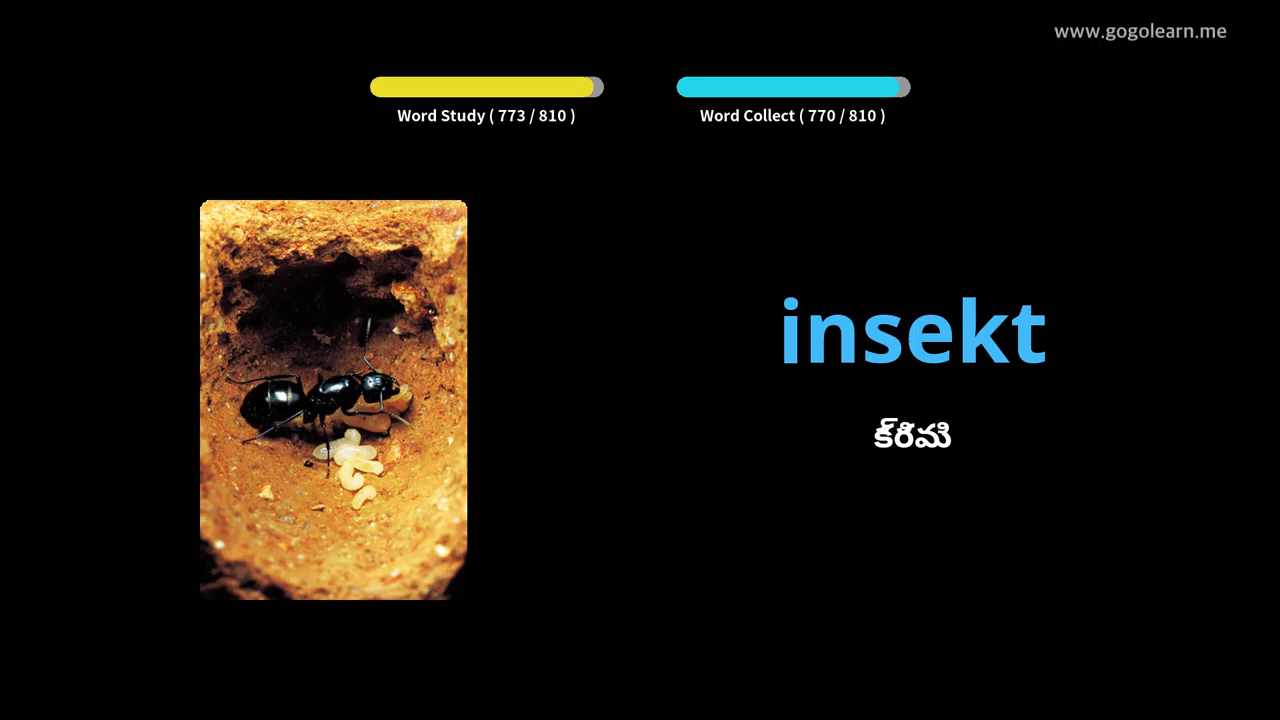 www.gogolearn.me
Word Study ( 773 / 810 )
Word Collect ( 770 / 810 )
insekt
క్రిమి